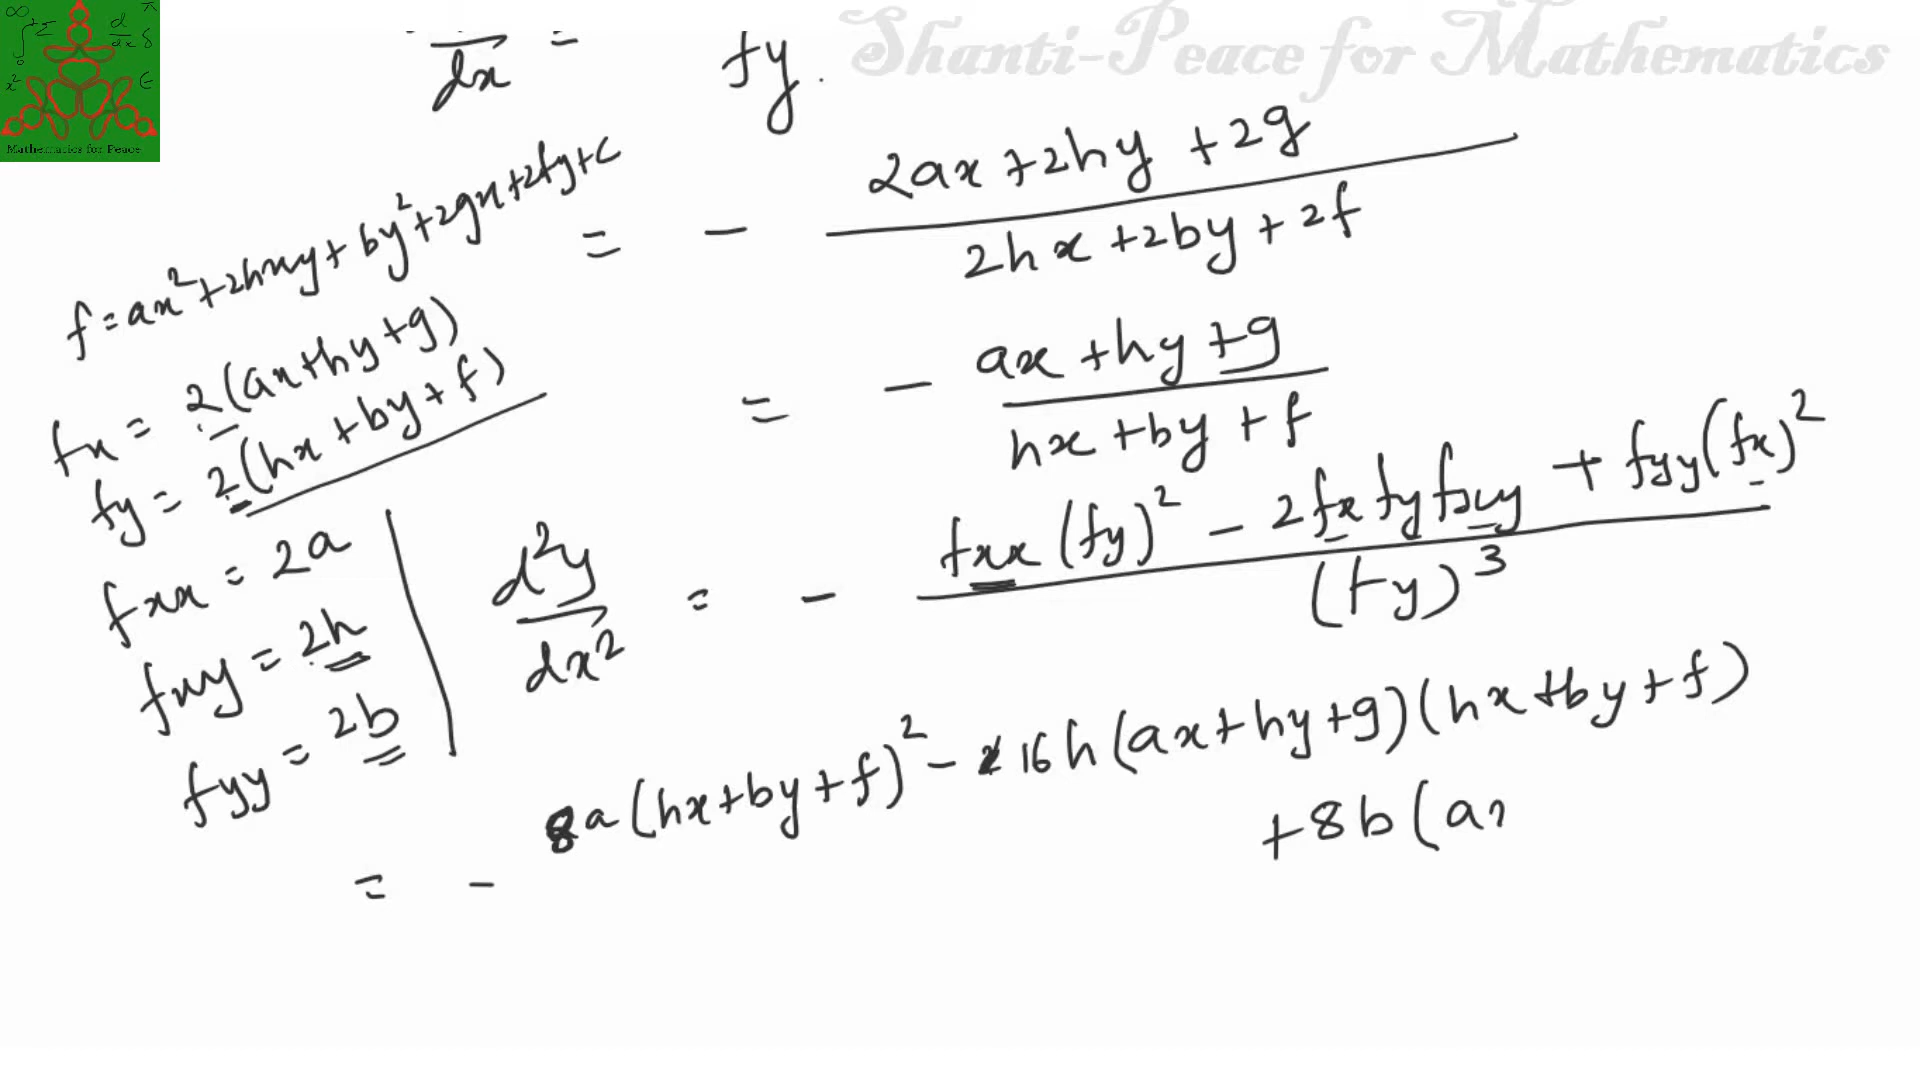 Shanti-Peace for Mathematics
∞ π
d/dx δ
x² ∈
Mathematics for Peace
dx = fy.
= - (2ax + 2hy + 2g) / (2hx + 2by + 2f)
f = ax² + 2hxy + by² + 2gx + 2fy + c
fx = 2(ax + hy + g)
fy = 2(hx + by + f)
= - (ax + hy + g) / (hx + by + f)
fxx = 2a
fxy = 2h
fyy = 2b
d²y/dx² = - (fxx (fy)² - 2fx fy fxy + fyy (fx)²) / (fy)³
= - 8a(hx + by + f)² - 16h(ax + hy + g)(hx + by + f)
+ 8b(ax